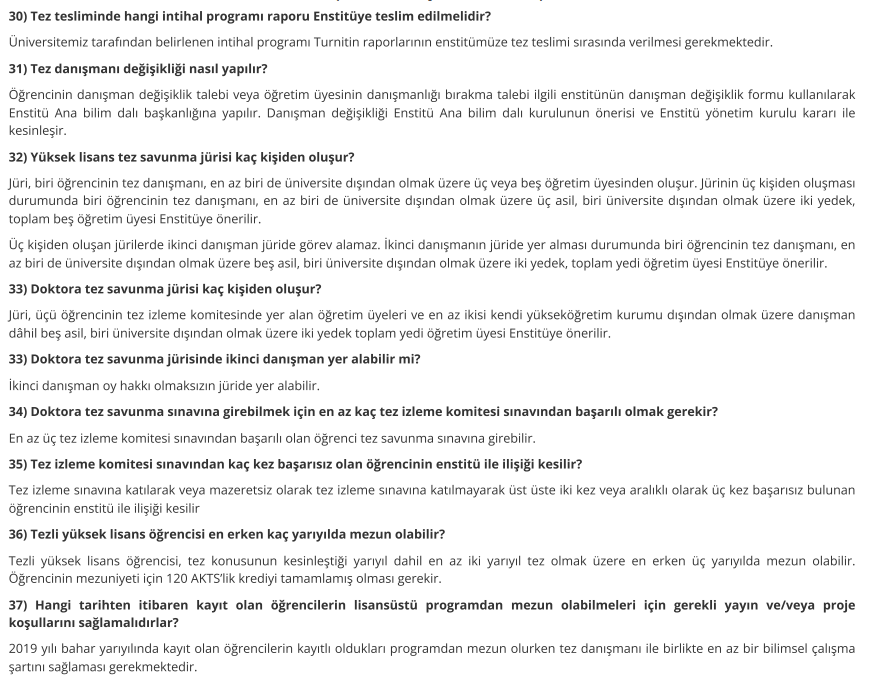 30) Tez tesliminde hangi intihal programı raporu Enstitüye teslim edilmelidir?
Üniversitemiz tarafından belirlenen intihal programı Turnitin raporlarının enstitümüze tez teslimi sırasında verilmesi gerekmektedir.
31) Tez danışmanı değişikliği nasıl yapılır?
Öğrencinin danışman değişiklik talebi veya öğretim üyesinin danışmanlığı bırakma talebi ilgili enstitünün danışman değişiklik formu kullanılarak
Enstitü Ana bilim dalı başkanlığına yapılır. Danışman değişikliği Enstitü Ana bilim dalı kurulunun önerisi ve Enstitü yönetim kurulu kararı ile
kesinleşir.
32) Yüksek lisans tez savunma jürisi kaç kişiden oluşur?
Jüri, biri öğrencinin tez danışmanı, en az biri de üniversite dışından olmak üzere üç veya beş öğretim üyesinden oluşur. Jürinin üç kişiden oluşması
durumunda biri öğrencinin tez danışmanı, en az biri de üniversite dışından olmak üzere üç asil, biri üniversite dışından olmak üzere iki yedek,
toplam beş öğretim üyesi Enstitüye önerilir.
Üç kişiden oluşan jürilerde ikinci danışman jüride görev alamaz. İkinci danışmanın jüride yer alması durumunda biri öğrencinin tez danışmanı, en
az biri de üniversite dışından olmak üzere beş asil, biri üniversite dışından olmak üzere iki yedek, toplam yedi öğretim üyesi Enstitüye önerilir.
33) Doktora tez savunma jürisi kaç kişiden oluşur?
Jüri, üçü öğrencinin tez izleme komitesinde yer alan öğretim üyeleri ve en az ikisi kendi yükseköğretim kurumu dışından olmak üzere danışman
dâhil beş asil, biri üniversite dışından olmak üzere iki yedek toplam yedi öğretim üyesi Enstitüye önerilir.
33) Doktora tez savunma jürisinde ikinci danışman yer alabilir mi?
İkinci danışman oy hakkı olmaksızın jüride yer alabilir.
34) Doktora tez savunma sınavına girebilmek için en az kaç tez izleme komitesi sınavından başarılı olmak gerekir?
En az üç tez izleme komitesi sınavından başarılı olan öğrenci tez savunma sınavına girebilir.
35) Tez izleme komitesi sınavından kaç kez başarısız olan öğrencinin enstitü ile ilişiği kesilir?
Tez izleme sınavına katılarak veya mazeretsiz olarak tez izleme sınavına katılmayarak üst üste iki kez veya aralıklı olarak üç kez başarısız bulunan
öğrencinin enstitü ile ilişiği kesilir
36) Tezli yüksek lisans öğrencisi en erken kaç yarıyılda mezun olabilir?
Tezli yüksek lisans öğrencisi, tez konusunun kesinleştiği yarıyıl dahil en az iki yarıyıl tez olmak üzere en erken üç yarıyılda mezun olabilir.
Öğrencinin mezuniyeti için 120 AKTS’lik krediyi tamamlamış olması gerekir.
37) Hangi tarihten itibaren kayıt olan öğrencilerin lisansüstü programdan mezun olabilmeleri için gerekli yayın ve/veya proje
koşullarını sağlamalıdırlar?
2019 yılı bahar yarıyılında kayıt olan öğrencilerin kayıtlı oldukları programdan mezun olurken tez danışmanı ile birlikte en az bir bilimsel çalışma
şartını sağlaması gerekmektedir.